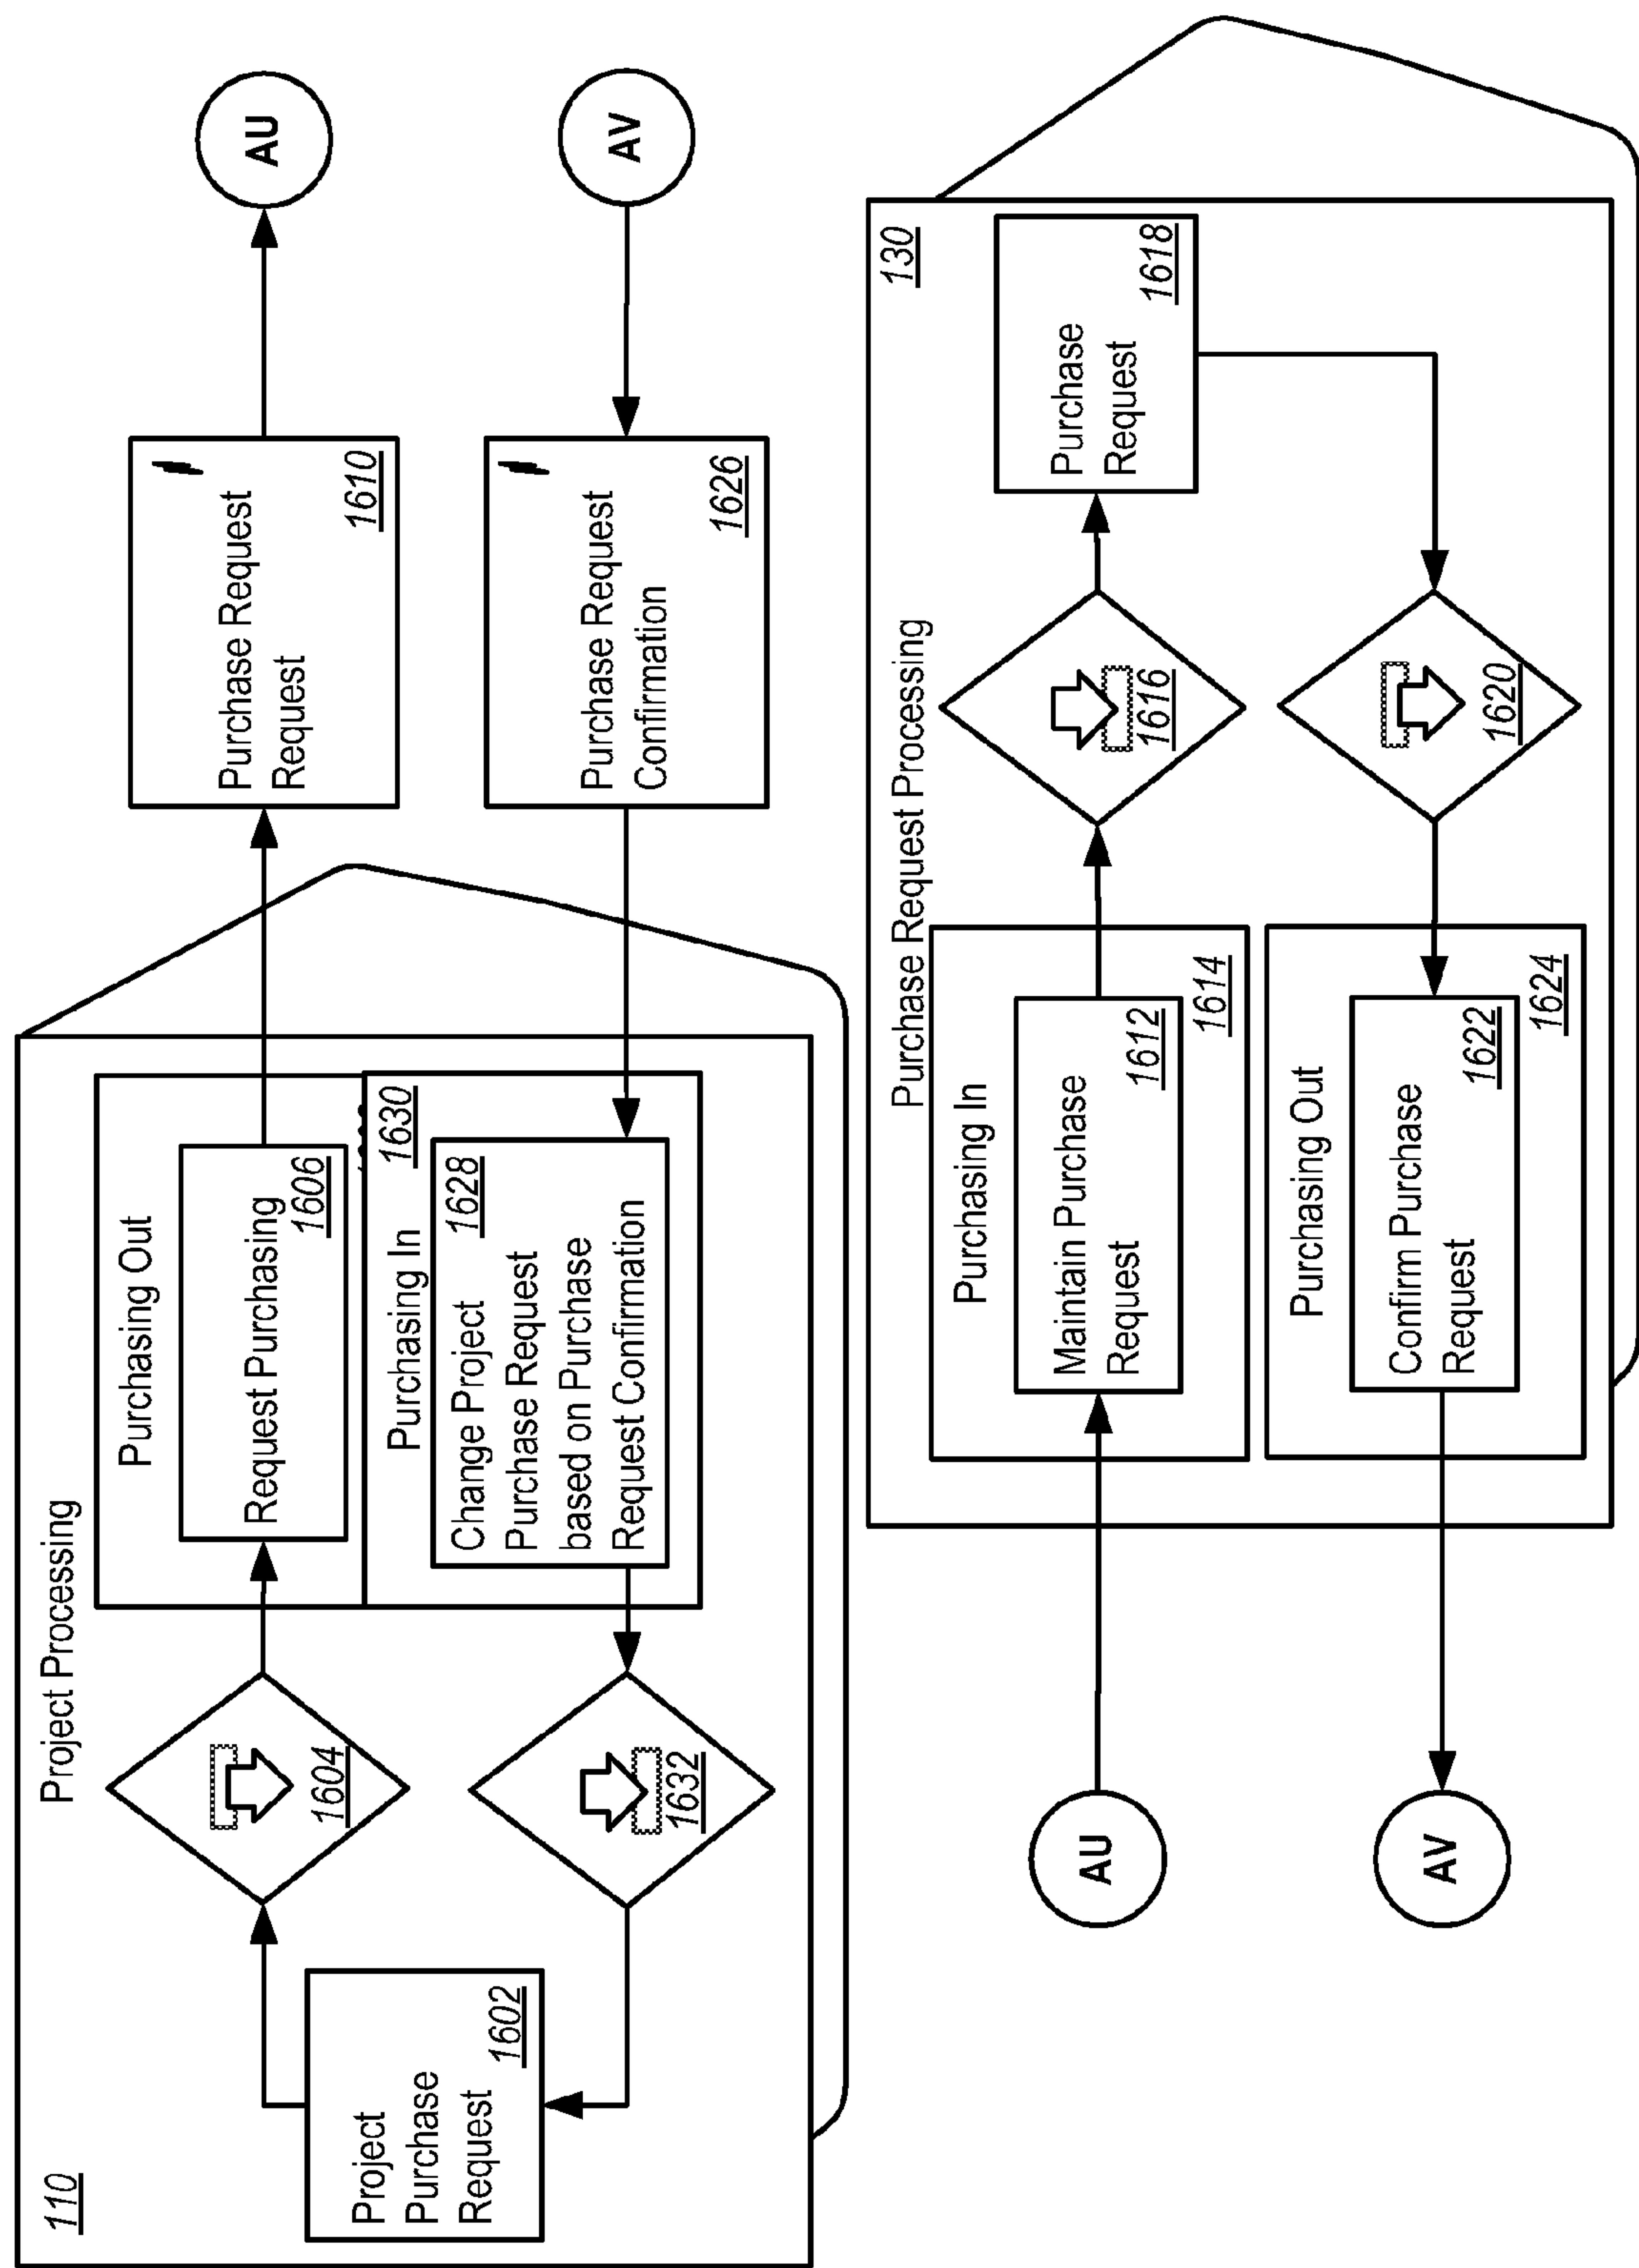 110
Project Processing
Project
Purchase
Request
1602
1604
Purchasing Out
Request Purchasing
1606
Purchasing In
1630
Change Project
Purchase Request
based on Purchase
Request Confirmation
1628
1632
Purchase Request
Request
1610
AU
Purchase Request
Confirmation
1626
AV
AU
AV
Purchase Request Processing
130
Purchasing In
Maintain Purchase
Request
1612
1614
1616
Purchase
Request
1618
1620
Purchasing Out
Confirm Purchase
Request
1622
1624